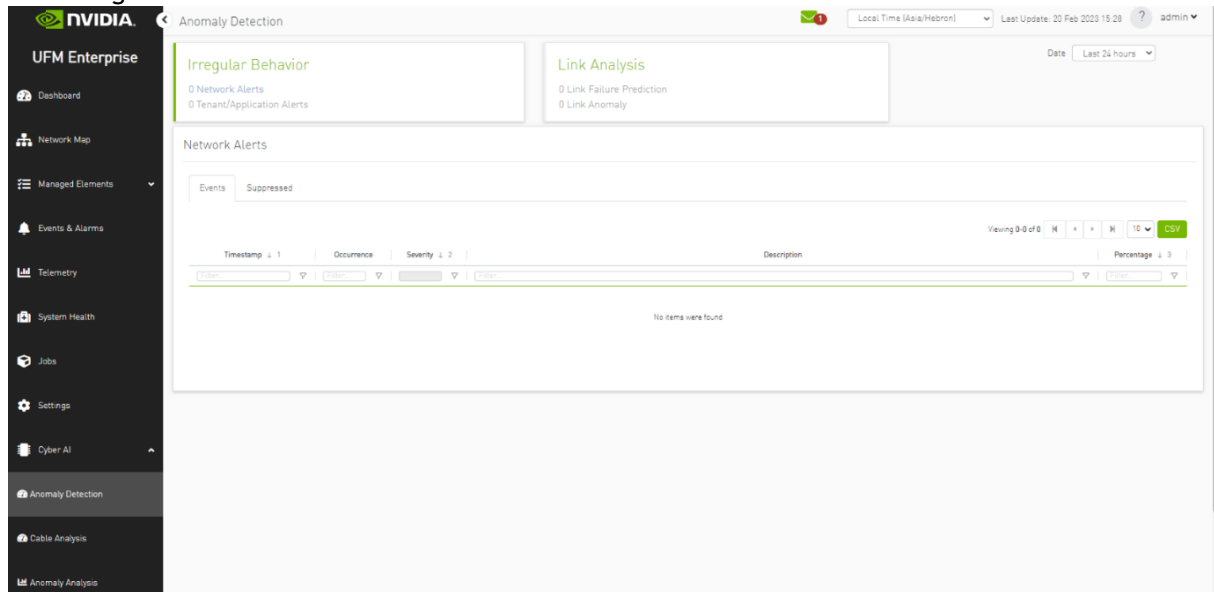 NVIDIA.
Anomaly Detection
1
Local Time (Asia/Hebron)
Last Update: 20 Feb 2023 15:28
?
admin
UFM Enterprise
Dashboard
Network Map
Managed Elements
Events & Alarms
Telemetry
System Health
Jobs
Settings
Cyber AI
Anomaly Detection
Cable Analysis
Anomaly Analysis
Irregular Behavior
0 Network Alerts
0 Tenant/Application Alerts
Link Analysis
0 Link Failure Prediction
0 Link Anomaly
Date Last 24 hours
Network Alerts
Events Suppressed
Viewing 0-0 of 0 10 CSV
Timestamp ↓ 1 Occurrence Severity ↓ 2 Description Percentage ↓ 3
Filter... Filter... Filter... Filter...
No items were found